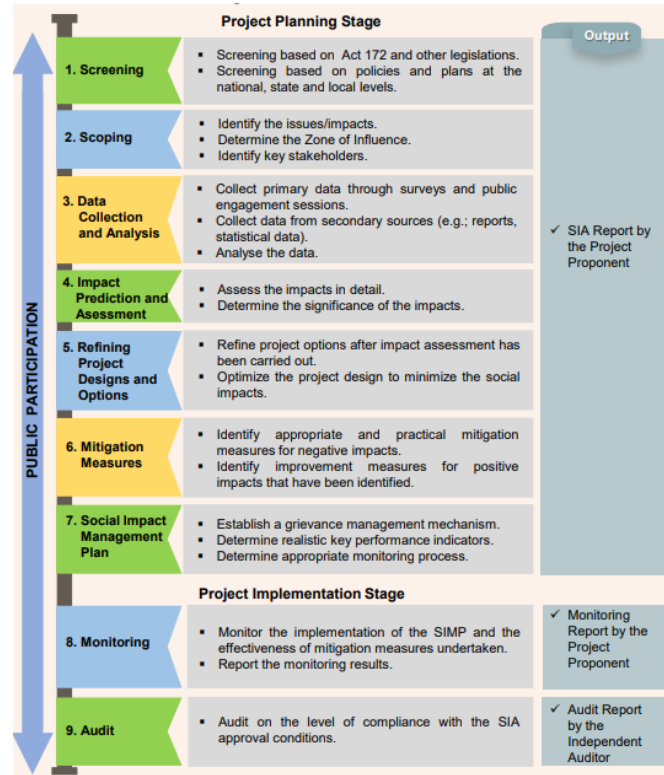 Project Planning Stage
Output
PUBLIC PARTICIPATION
1. Screening
▪ Screening based on Act 172 and other legislations.
▪ Screening based on policies and plans at the
national, state and local levels.
2. Scoping
▪ Identify the issues/impacts.
▪ Determine the Zone of Influence.
▪ Identify key stakeholders.
3. Data
Collection
and Analysis
▪ Collect primary data through surveys and public
engagement sessions.
▪ Collect data from secondary sources (e.g.; reports,
statistical data).
▪ Analyse the data.
✓ SIA Report by
the Project
Proponent
4. Impact
Prediction and
Asessment
▪ Assess the impacts in detail.
▪ Determine the significance of the impacts.
5. Refining
Project
Designs and
Options
▪ Refine project options after impact assessment has
been carried out.
▪ Optimize the project design to minimize the social
impacts.
6. Mitigation
Measures
▪ Identify appropriate and practical mitigation
measures for negative impacts.
▪ Identify improvement measures for positive
impacts that have been identified.
7. Social Impact
Management
Plan
▪ Establish a grievance management mechanism.
▪ Determine realistic key performance indicators.
▪ Determine appropriate monitoring process.
Project Implementation Stage
8. Monitoring
▪ Monitor the implementation of the SIMP and the
effectiveness of mitigation measures undertaken.
▪ Report the monitoring results.
✓ Monitoring
Report by the
Project
Proponent
9. Audit
▪ Audit on the level of compliance with the SIA
approval conditions.
✓ Audit Report
by the
Independent
Auditor